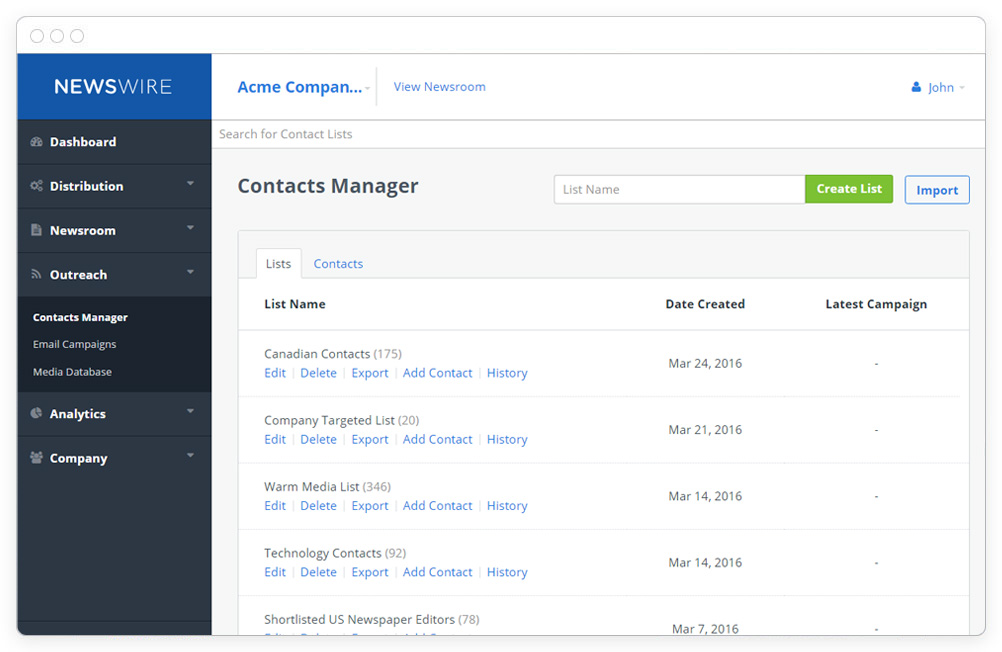 NEWSWIRE
Acme Compan...
View Newsroom
John
Search for Contact Lists
Dashboard
Distribution
Newsroom
Outreach
Contacts Manager
Email Campaigns
Media Database
Analytics
Company
Contacts Manager
List Name
Create List
Import
Lists Contacts
List Name Date Created Latest Campaign
Canadian Contacts (175)
Edit | Delete | Export | Add Contact | History
Mar 24, 2016 -
Company Targeted List (20)
Edit | Delete | Export | Add Contact | History
Mar 21, 2016 -
Warm Media List (346)
Edit | Delete | Export | Add Contact | History
Mar 14, 2016 -
Technology Contacts (92)
Edit | Delete | Export | Add Contact | History
Mar 14, 2016 -
Shortlisted US Newspaper Editors (78)
Mar 7, 2016 -